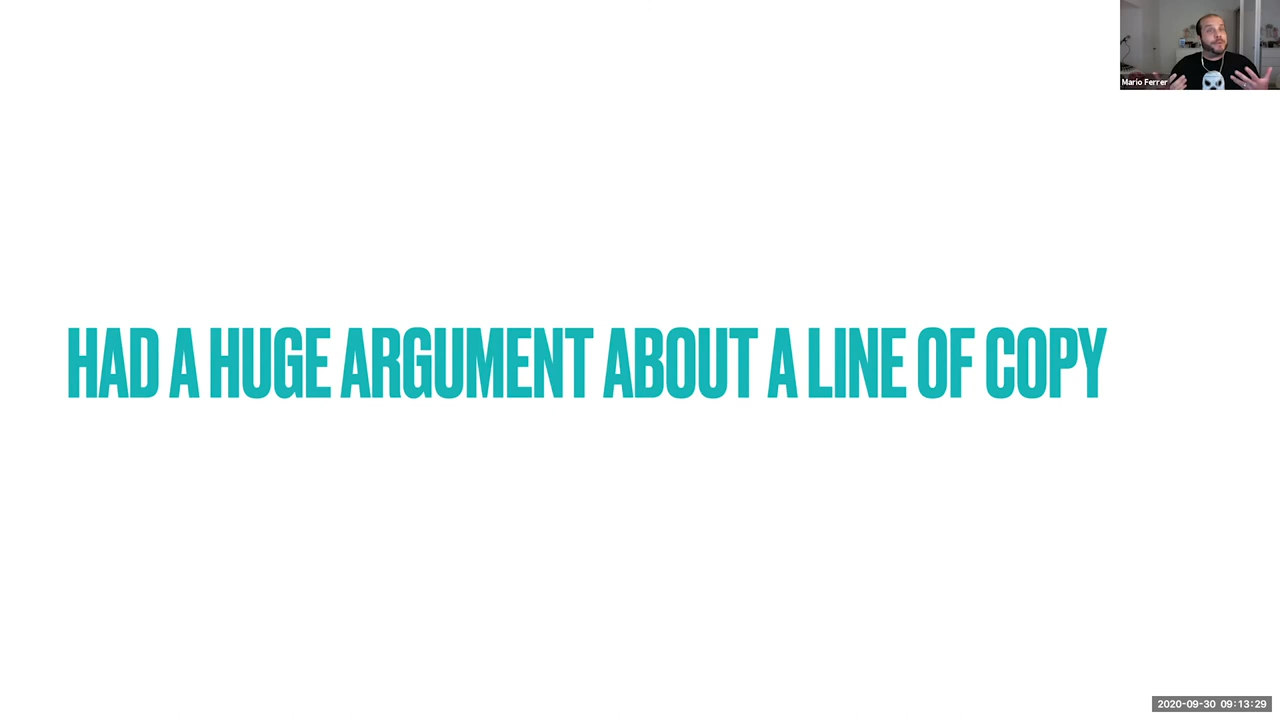 Mario Ferrer
HAD A HUGE ARGUMENT ABOUT A LINE OF COPY
2020-09-30 09:13:29